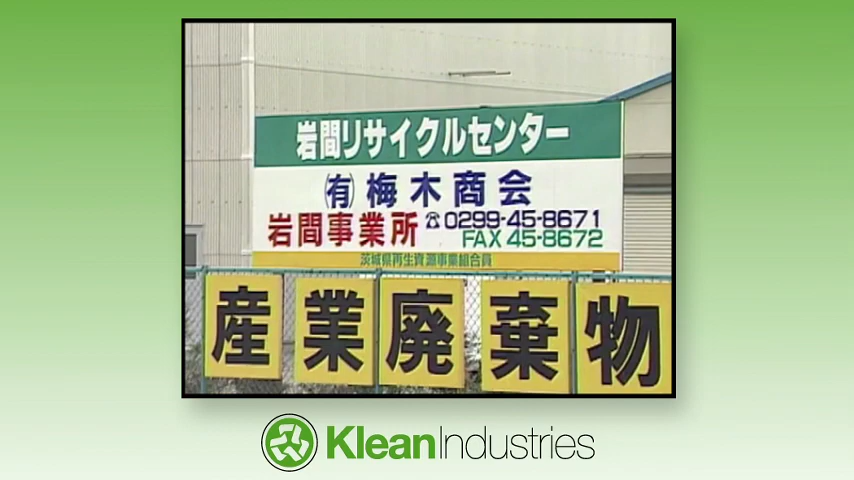 岩間リサイクルセンター
㈲梅木商会
岩間事業所 ☎0299-45-8671
FAX 45-8672
茨城県再生資源事業組合員
産業廃棄物
KleanIndustries